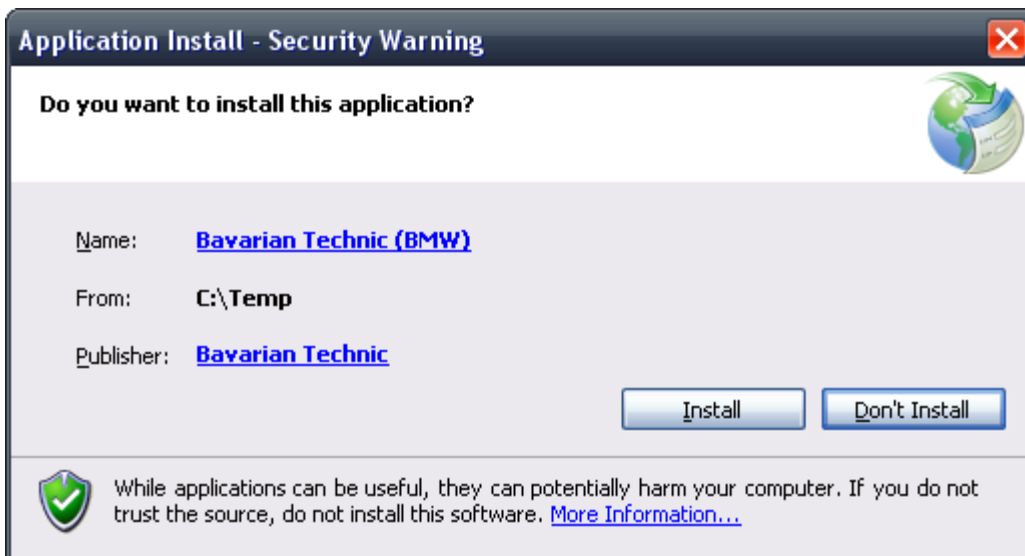 Application Install - Security Warning
Do you want to install this application?
Name: Bavarian Technic (BMW)
From: C:\Temp
Publisher: Bavarian Technic
Install Don't Install
While applications can be useful, they can potentially harm your computer. If you do not
trust the source, do not install this software. More Information...